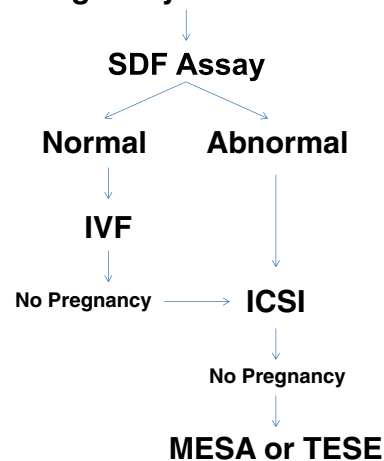 SDF Assay
Normal Abnormal
IVF
No Pregnancy ICSI
No Pregnancy
MESA or TESE